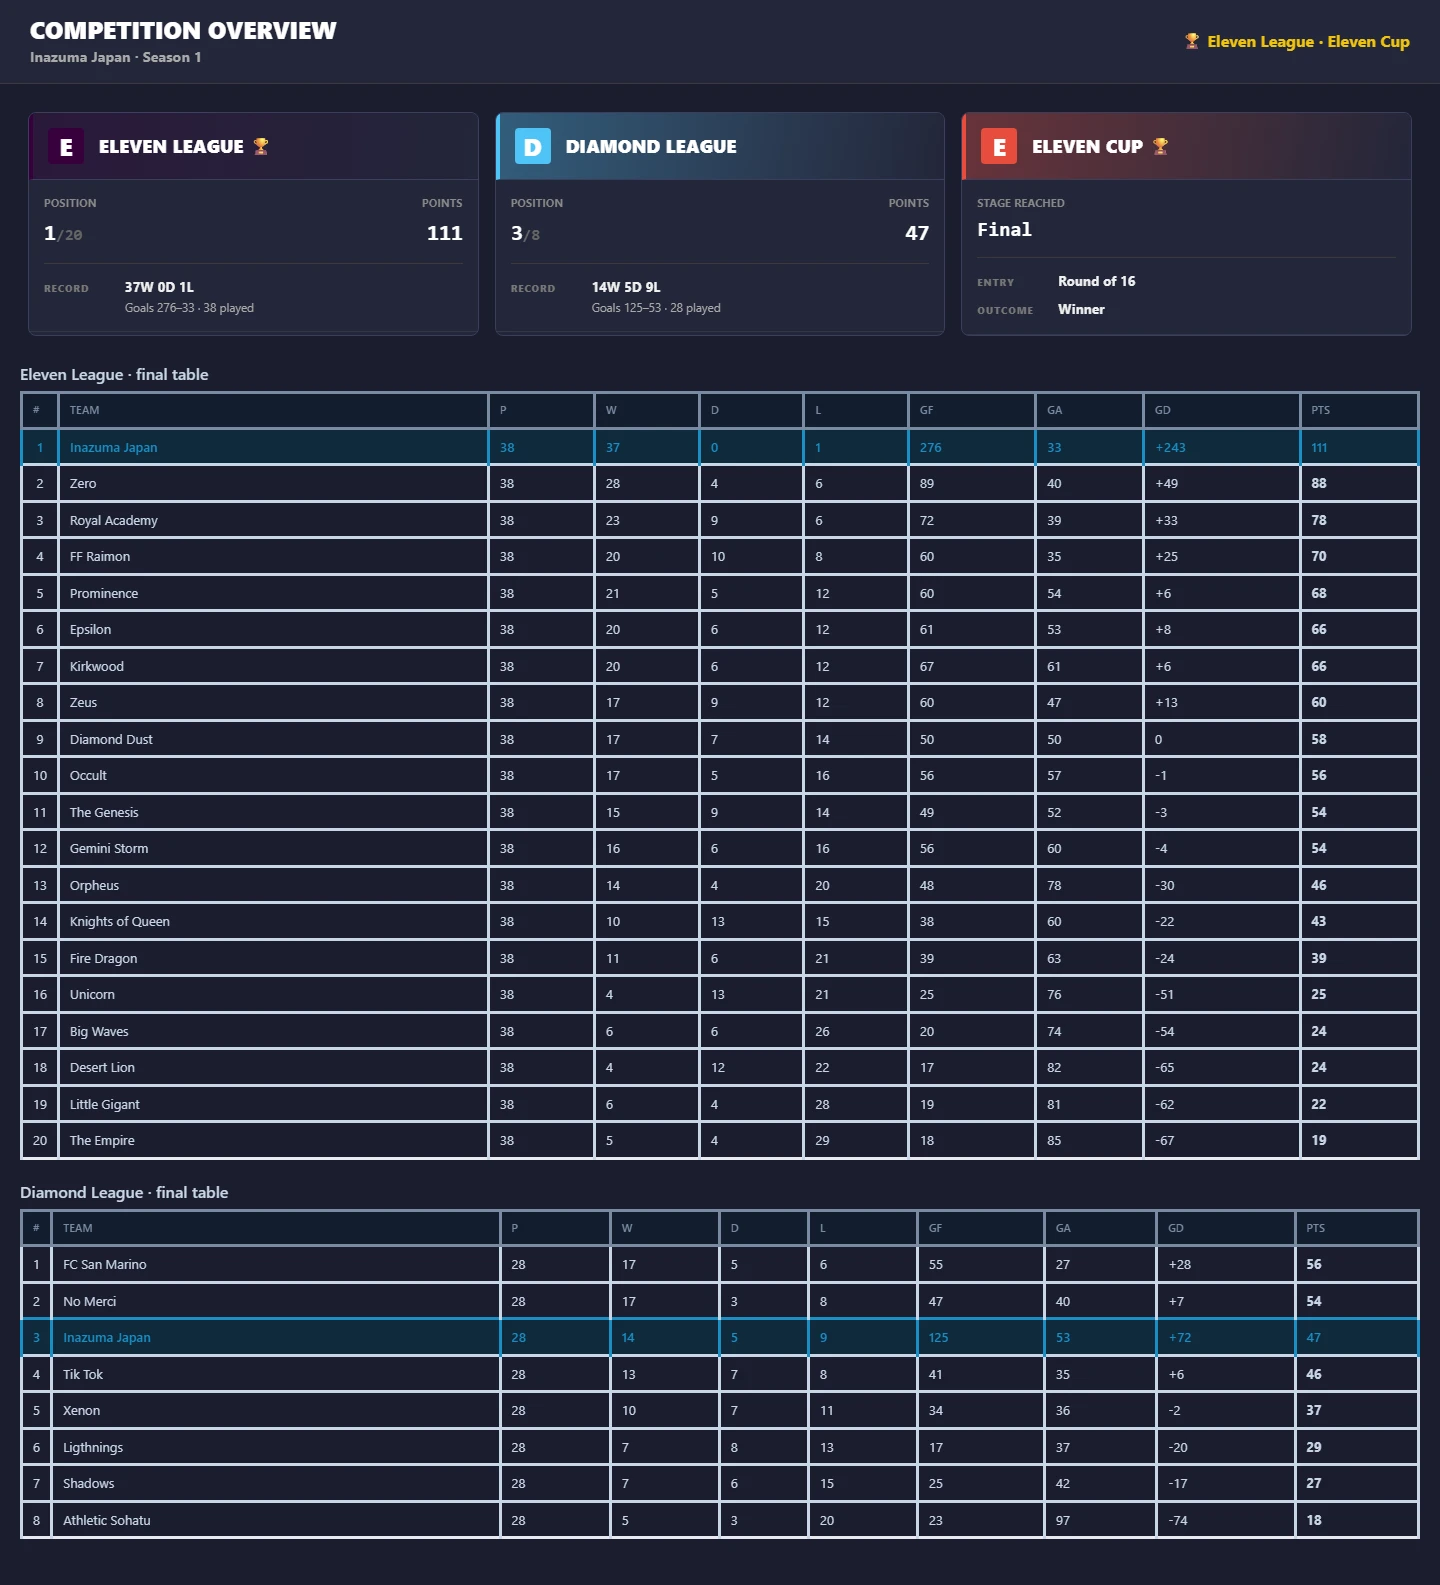 COMPETITION OVERVIEW
Inazuma Japan · Season 1
🏆 Eleven League · Eleven Cup
E ELEVEN LEAGUE 🏆
POSITION POINTS
1/20 111
RECORD 37W 0D 1L
Goals 276–33 · 38 played
D DIAMOND LEAGUE
POSITION POINTS
3/8 47
RECORD 14W 5D 9L
Goals 125–53 · 28 played
E ELEVEN CUP 🏆
STAGE REACHED
Final
ENTRY Round of 16
OUTCOME Winner
Eleven League · final table
# TEAM P W D L GF GA GD PTS
1 Inazuma Japan 38 37 0 1 276 33 +243 111
2 Zero 38 28 4 6 89 40 +49 88
3 Royal Academy 38 23 9 6 72 39 +33 78
4 FF Raimon 38 20 10 8 60 35 +25 70
5 Prominence 38 21 5 12 60 54 +6 68
6 Epsilon 38 20 6 12 61 53 +8 66
7 Kirkwood 38 20 6 12 67 61 +6 66
8 Zeus 38 17 9 12 60 47 +13 60
9 Diamond Dust 38 17 7 14 50 50 0 58
10 Occult 38 17 5 16 56 57 -1 56
11 The Genesis 38 15 9 14 49 52 -3 54
12 Gemini Storm 38 16 6 16 56 60 -4 54
13 Orpheus 38 14 4 20 48 78 -30 46
14 Knights of Queen 38 10 13 15 38 60 -22 43
15 Fire Dragon 38 11 6 21 39 63 -24 39
16 Unicorn 38 4 13 21 25 76 -51 25
17 Big Waves 38 6 6 26 20 74 -54 24
18 Desert Lion 38 4 12 22 17 82 -65 24
19 Little Gigant 38 6 4 28 19 81 -62 22
20 The Empire 38 5 4 29 18 85 -67 19
Diamond League · final table
# TEAM P W D L GF GA GD PTS
1 FC San Marino 28 17 5 6 55 27 +28 56
2 No Merci 28 17 3 8 47 40 +7 54
3 Inazuma Japan 28 14 5 9 125 53 +72 47
4 Tik Tok 28 13 7 8 41 35 +6 46
5 Xenon 28 10 7 11 34 36 -2 37
6 Ligthnings 28 7 8 13 17 37 -20 29
7 Shadows 28 7 6 15 25 42 -17 27
8 Athletic Sohatu 28 5 3 20 23 97 -74 18